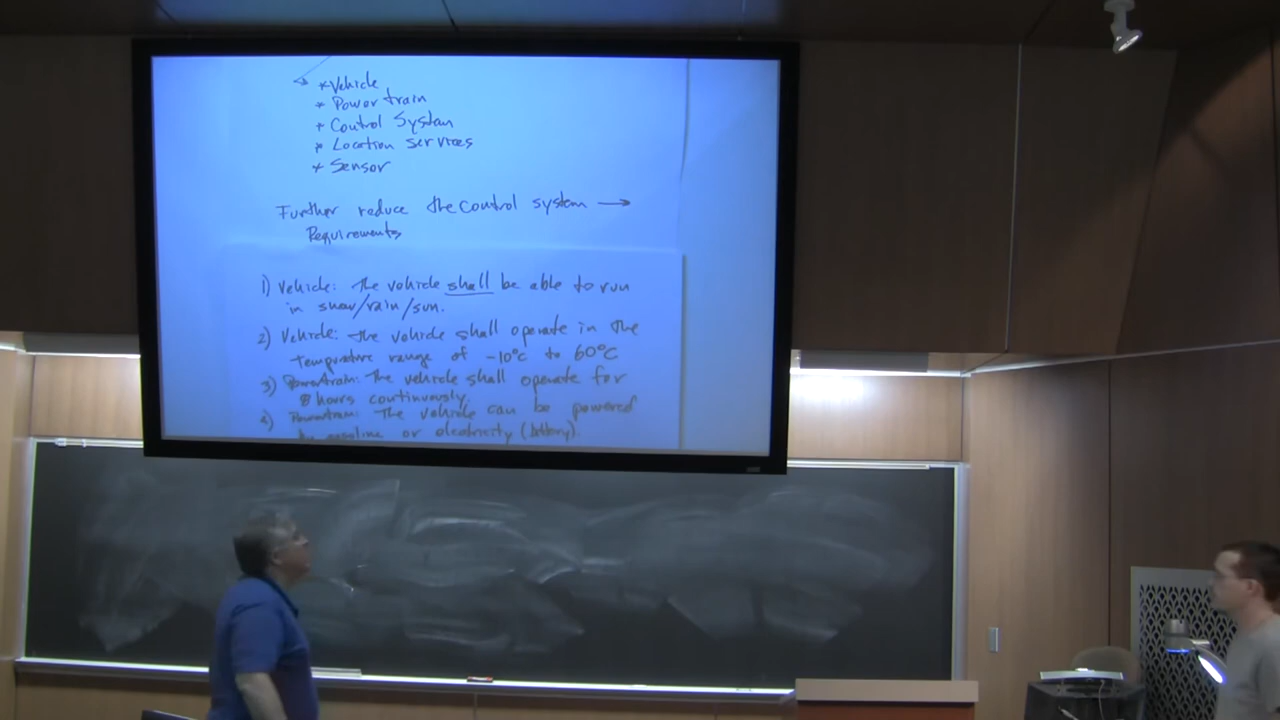 * Vehicle
* Powertrain
* Control System
* Location services
* Sensor
Further reduce the control system →
Requirements
1) Vehicle: The vehicle shall be able to run
in snow/rain/sun.
2) Vehicle: The vehicle shall operate in the
temperature range of -10°C to 60°C
3) Powertrain: The vehicle shall operate for
8 hours continuously.
4) Powertrain: The vehicle can be powered
by gasoline or electricity (battery).